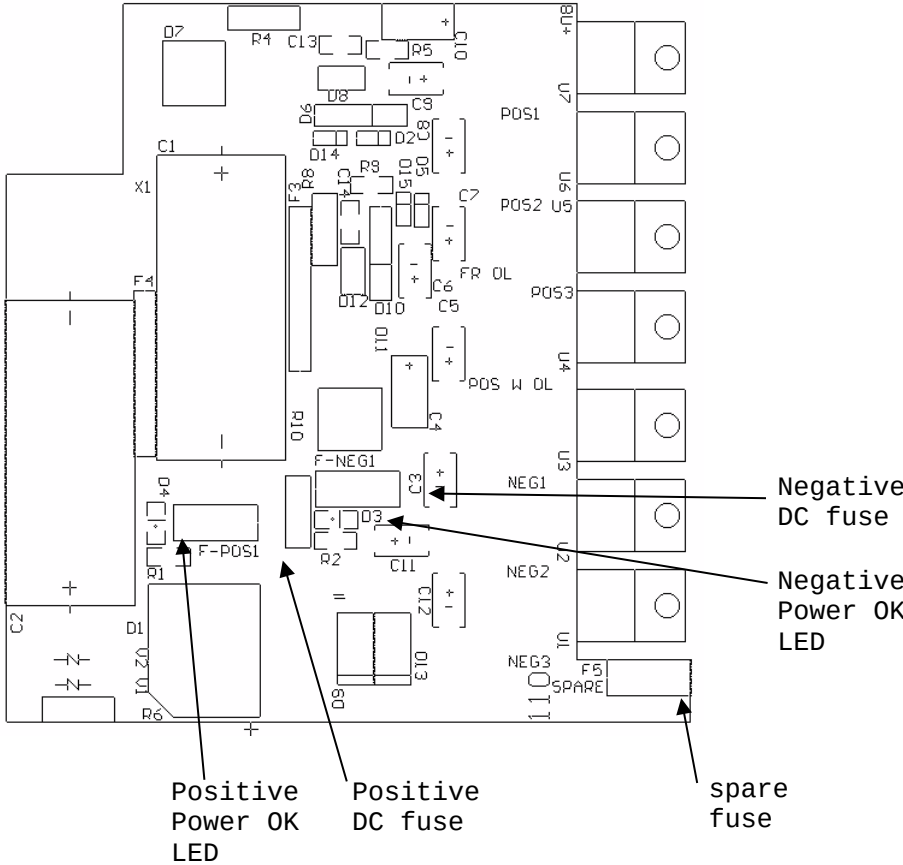 8U+
D7
R4
C13
R5
C10
U8
C9
U7
D6
POS1
C8
D14
D2
C1
R9
D5
X1
F3
R8
C14
D15
C7
U6
POS2 U5
FR OL
F4
C6
D12
D10
C5
POS3
D11
U4
POS W OL
C4
R10
U3
F-NEG1
C3
NEG1
Negative
DC fuse
D4
D3
F-POS1
R2
C11
U2
R1
NEG2
Negative
Power OK
LED
C2
D1
C12
U1
V2
V1
D13
NEG3
F5
SPARE
D9
110
R6
Positive
Power OK
LED
Positive
DC fuse
spare
fuse